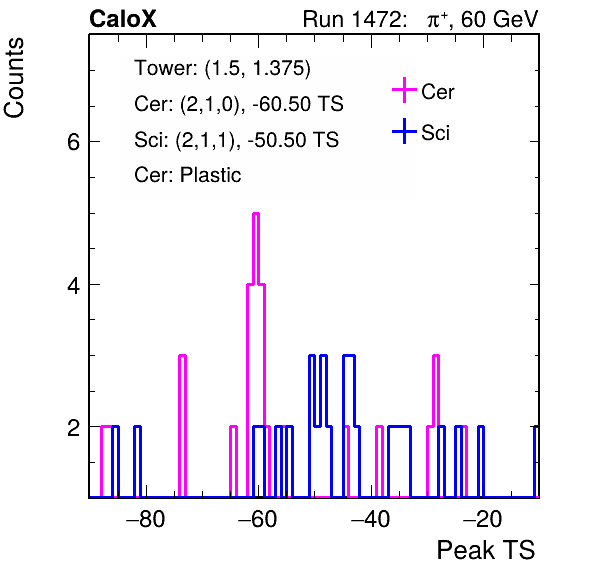 CaloX Run 1472: π⁺, 60 GeV
Counts
Tower: (1.5, 1.375)
Cer: (2,1,0), -60.50 TS
Sci: (2,1,1), -50.50 TS
Cer: Plastic
Cer
Sci
6
4
2
−80 −60 −40 −20
Peak TS